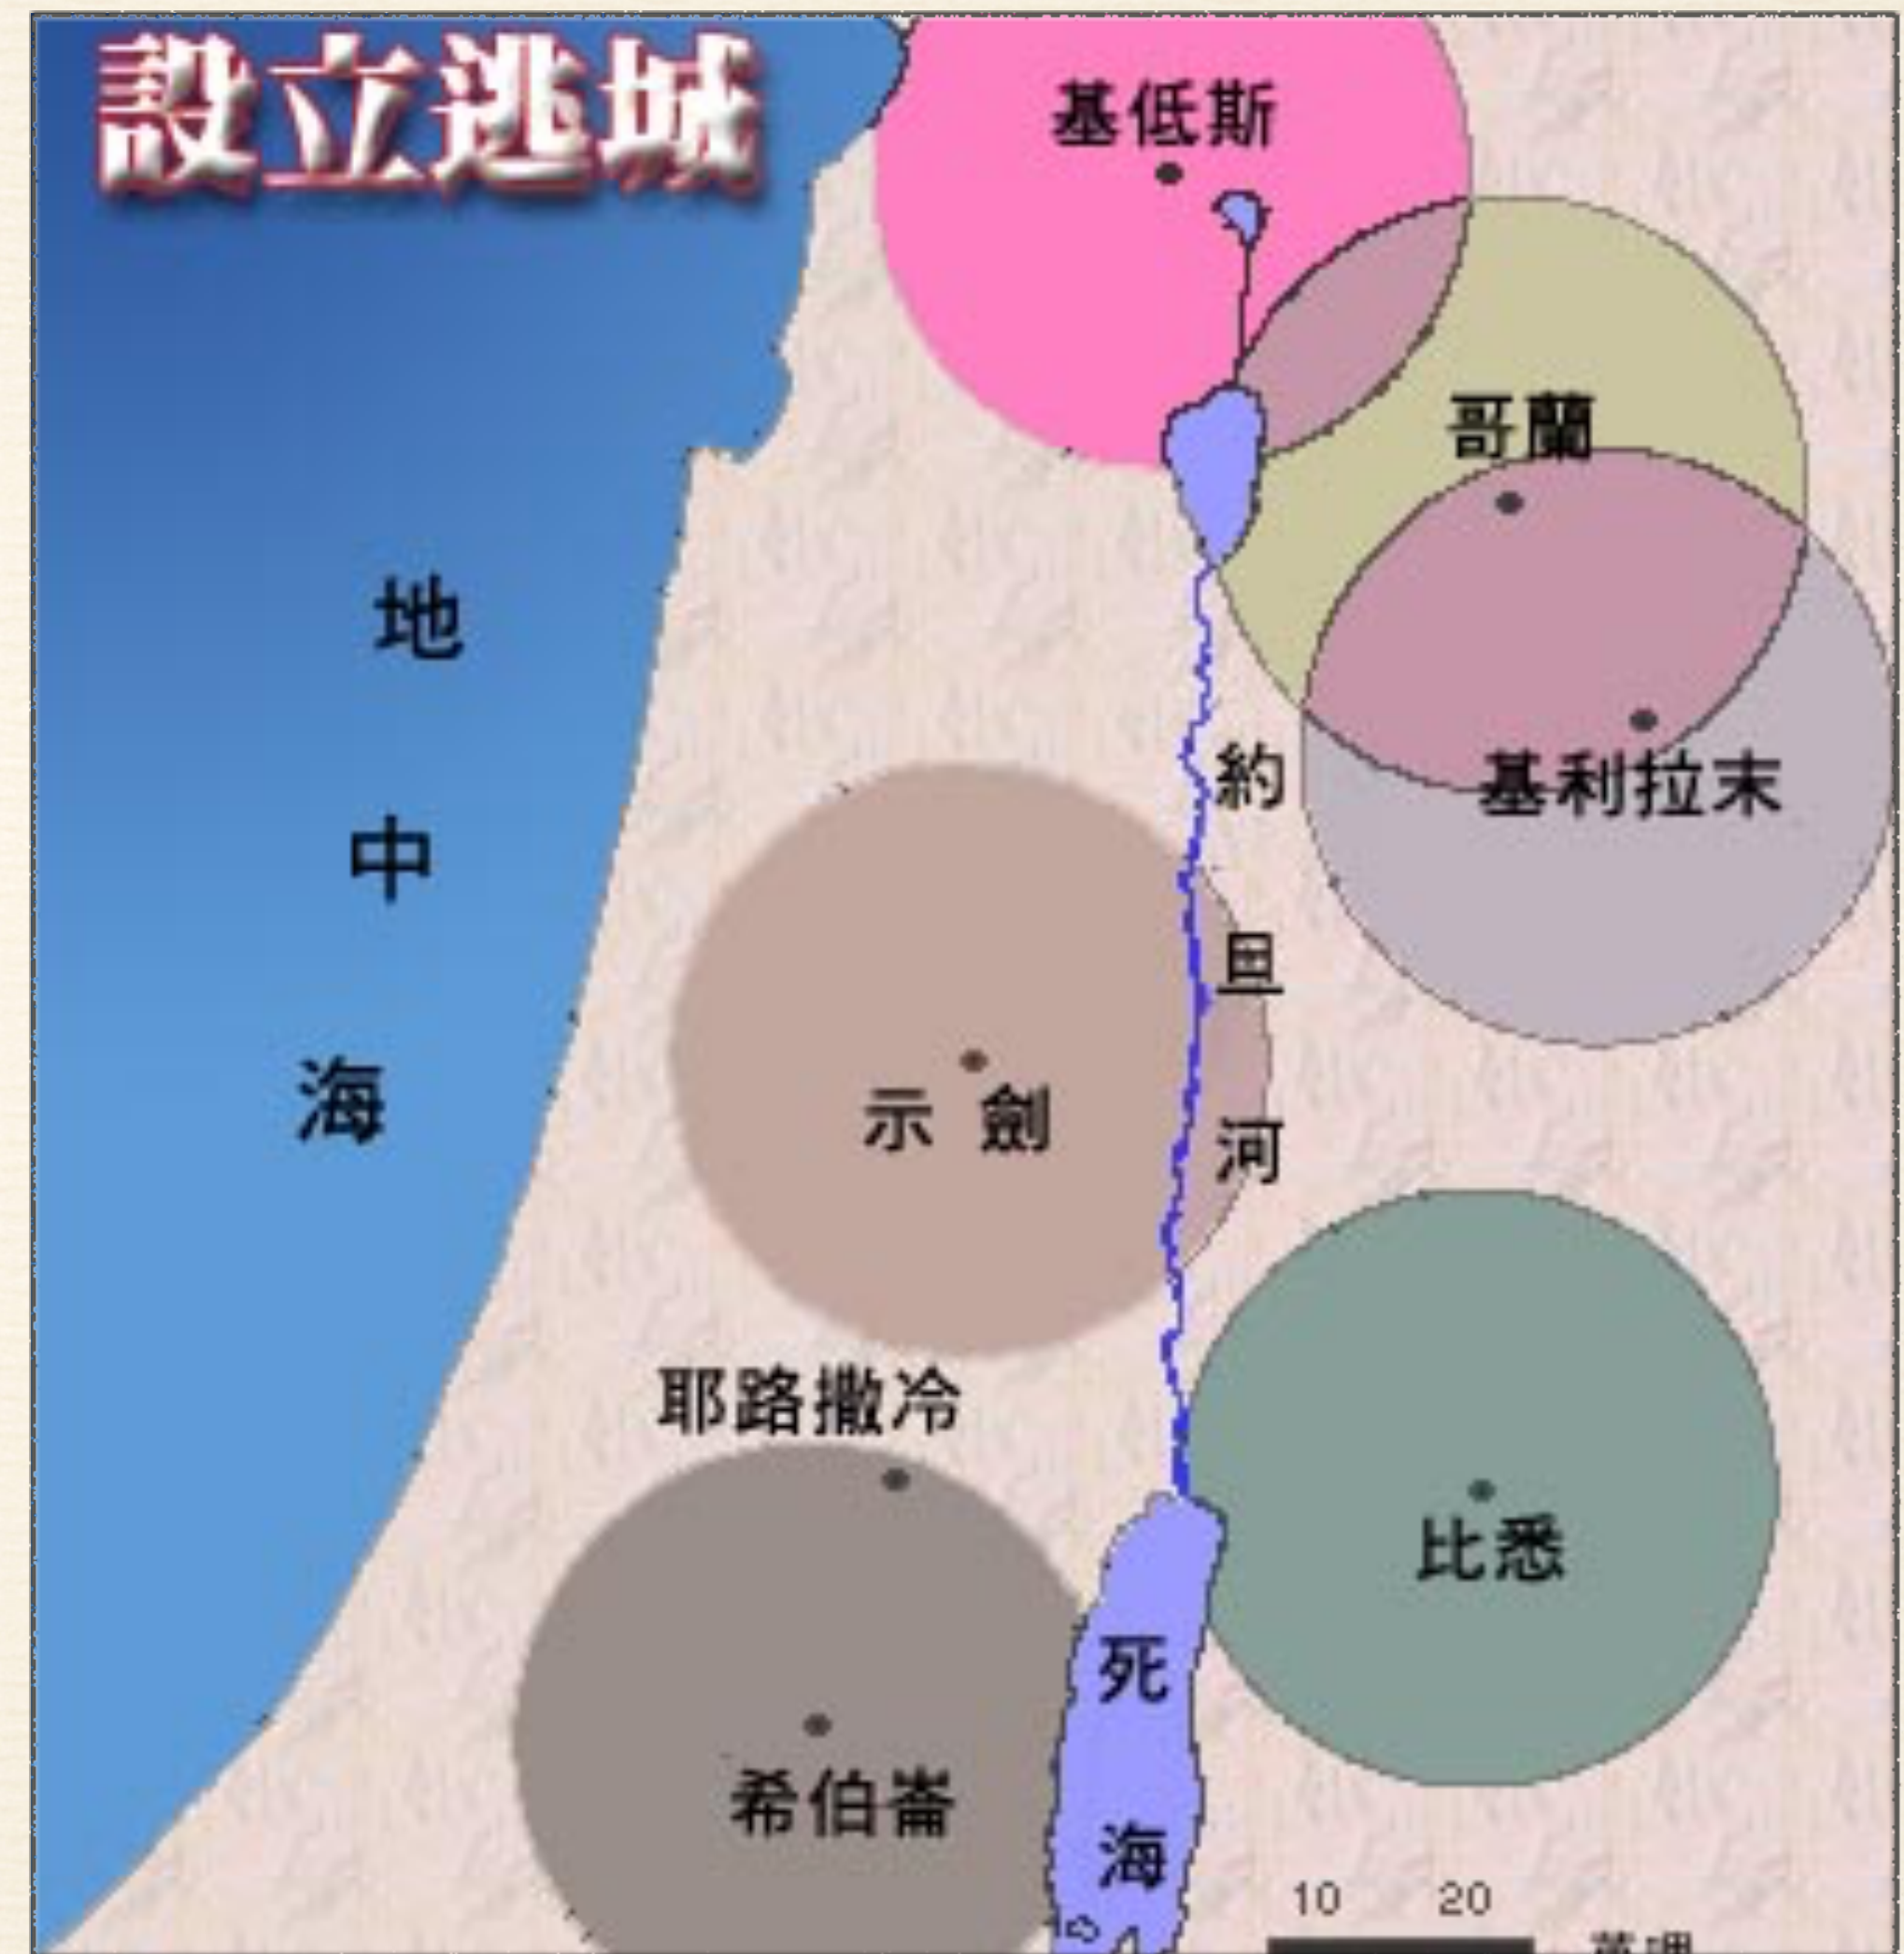 設立逃城
基低斯
哥蘭
地中海
約旦河
基利拉末
示 劍
耶路撒冷
比悉
希伯崙
死海
10 20